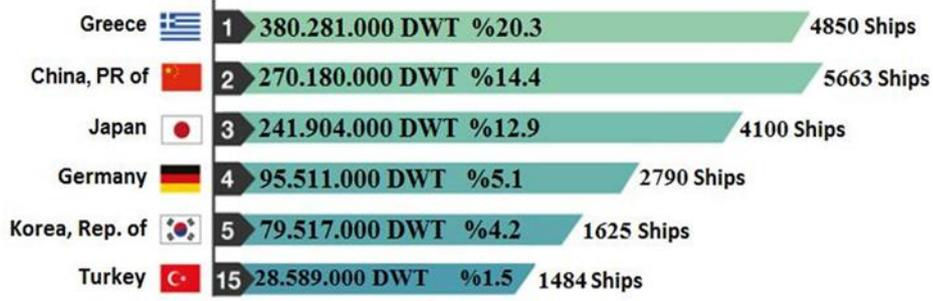 Greece 1 380.281.000 DWT %20.3 4850 Ships
China, PR of 2 270.180.000 DWT %14.4 5663 Ships
Japan 3 241.904.000 DWT %12.9 4100 Ships
Germany 4 95.511.000 DWT %5.1 2790 Ships
Korea, Rep. of 5 79.517.000 DWT %4.2 1625 Ships
Turkey 15 28.589.000 DWT %1.5 1484 Ships